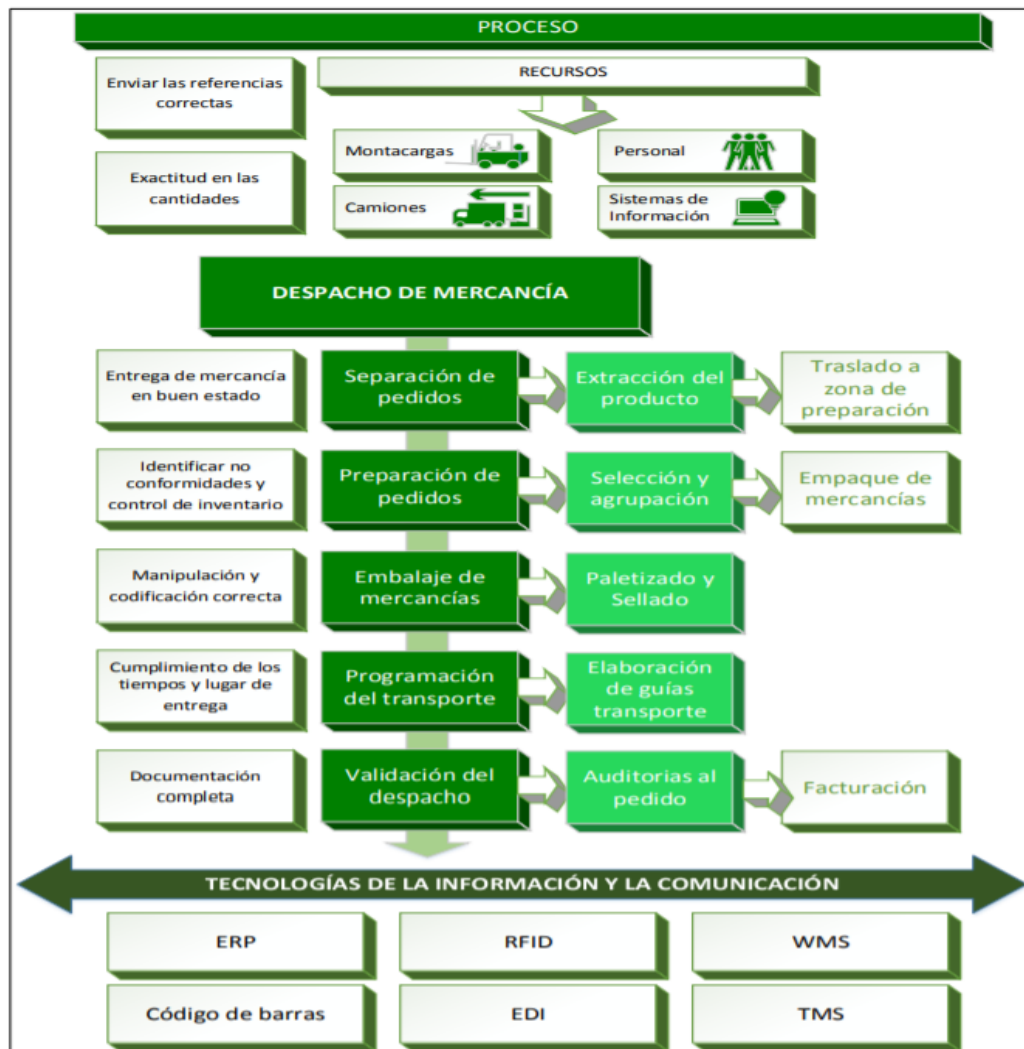 PROCESO
Enviar las referencias
correctas
RECURSOS
Montacargas
Personal
Exactitud en las
cantidades
Camiones
Sistemas de
Información
DESPACHO DE MERCANCÍA
Entrega de mercancía
en buen estado
Separación de
pedidos
Extracción del
producto
Traslado a
zona de
preparación
Identificar no
conformidades y
control de inventario
Preparación de
pedidos
Selección y
agrupación
Empaque de
mercancías
Manipulación y
codificación correcta
Embalaje de
mercancías
Paletizado y
Sellado
Cumplimiento de los
tiempos y lugar de
entrega
Programación
del transporte
Elaboración
de guías
transporte
Documentación
completa
Validación del
despacho
Auditorias al
pedido
Facturación
TECNOLOGÍAS DE LA INFORMACIÓN Y LA COMUNICACIÓN
ERP
RFID
WMS
Código de barras
EDI
TMS